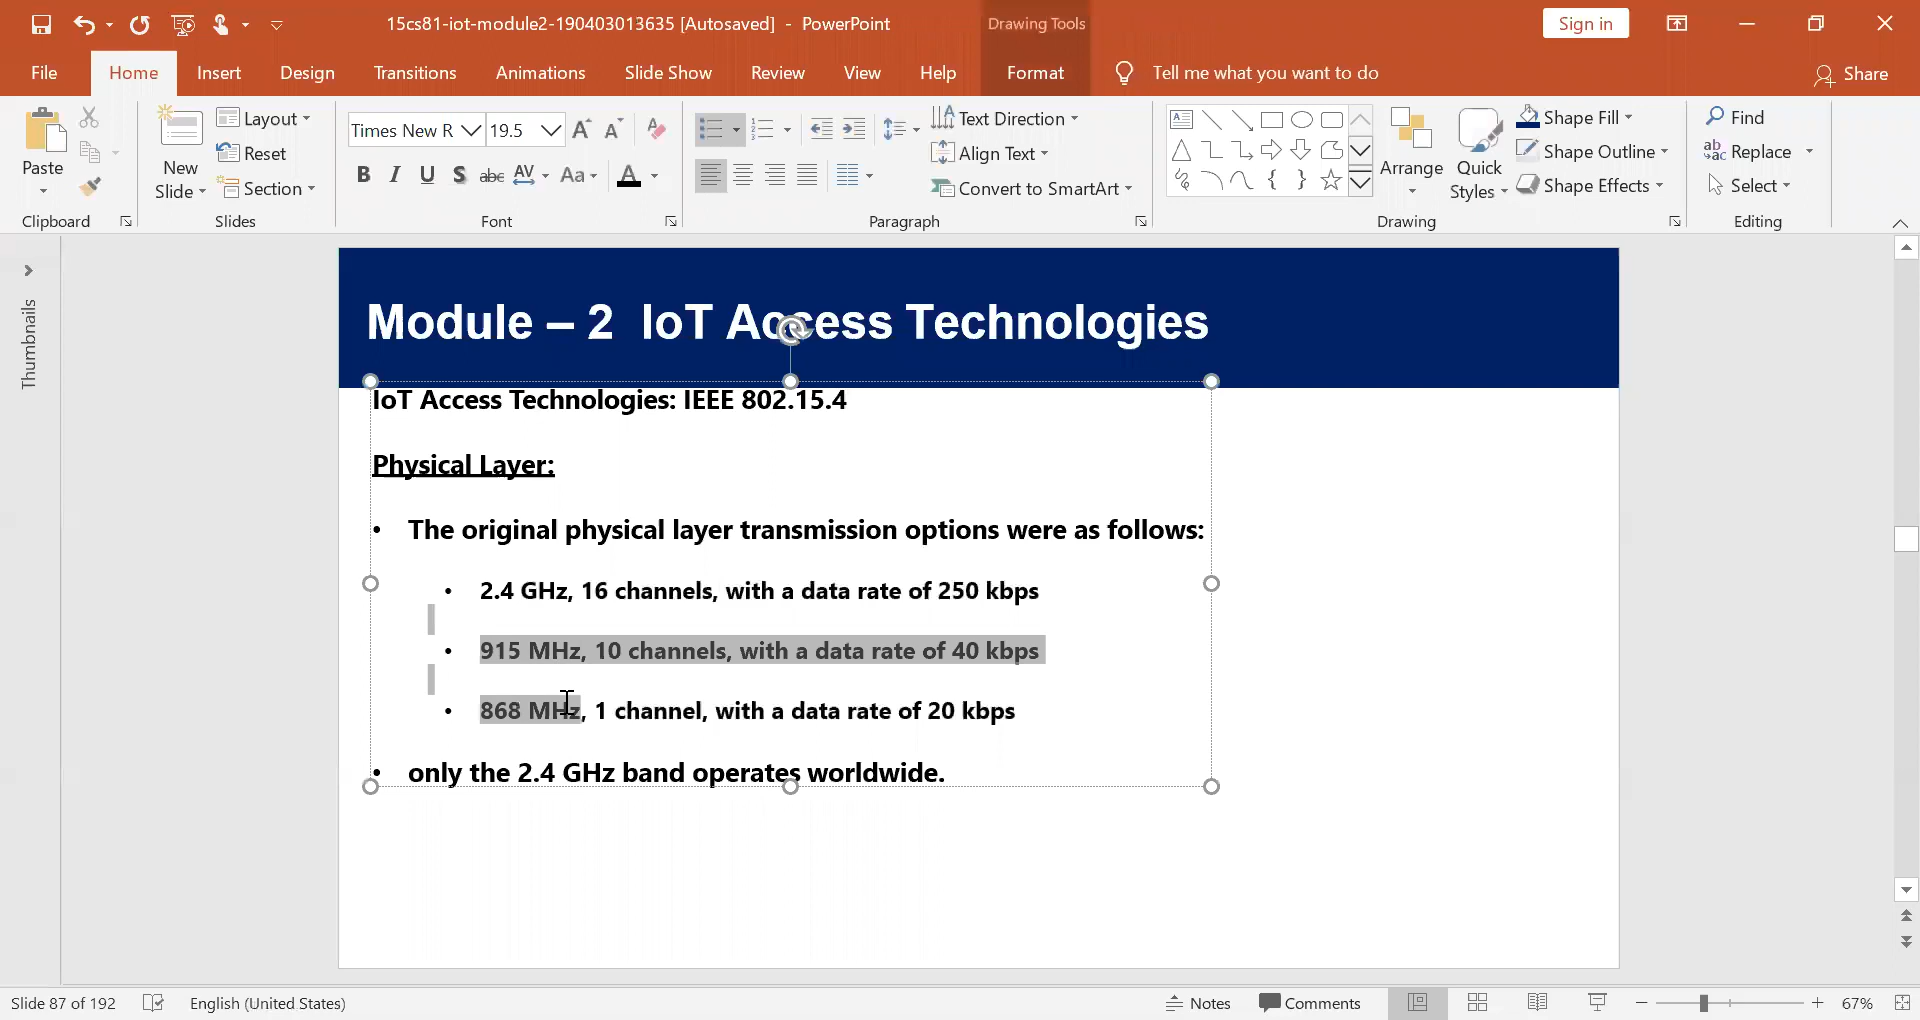 15cs81-iot-module2-190403013635 [Autosaved] - PowerPoint
Drawing Tools
Sign in
File Home Insert Design Transitions Animations Slide Show Review View Help Format Tell me what you want to do Share
Paste
New Slide
Layout
Reset
Section
Times New R 19.5
B I U S abc AV Aa A
Text Direction
Align Text
Convert to SmartArt
Arrange
Quick Styles
Shape Fill
Shape Outline
Shape Effects
Find
Replace
Select
Clipboard Slides Font Paragraph Drawing Editing
Thumbnails
Module – 2 IoT Access Technologies
IoT Access Technologies: IEEE 802.15.4
Physical Layer:
• The original physical layer transmission options were as follows:
• 2.4 GHz, 16 channels, with a data rate of 250 kbps
• 915 MHz, 10 channels, with a data rate of 40 kbps
• 868 MHz, 1 channel, with a data rate of 20 kbps
• only the 2.4 GHz band operates worldwide.
Slide 87 of 192 English (United States) Notes Comments 67%